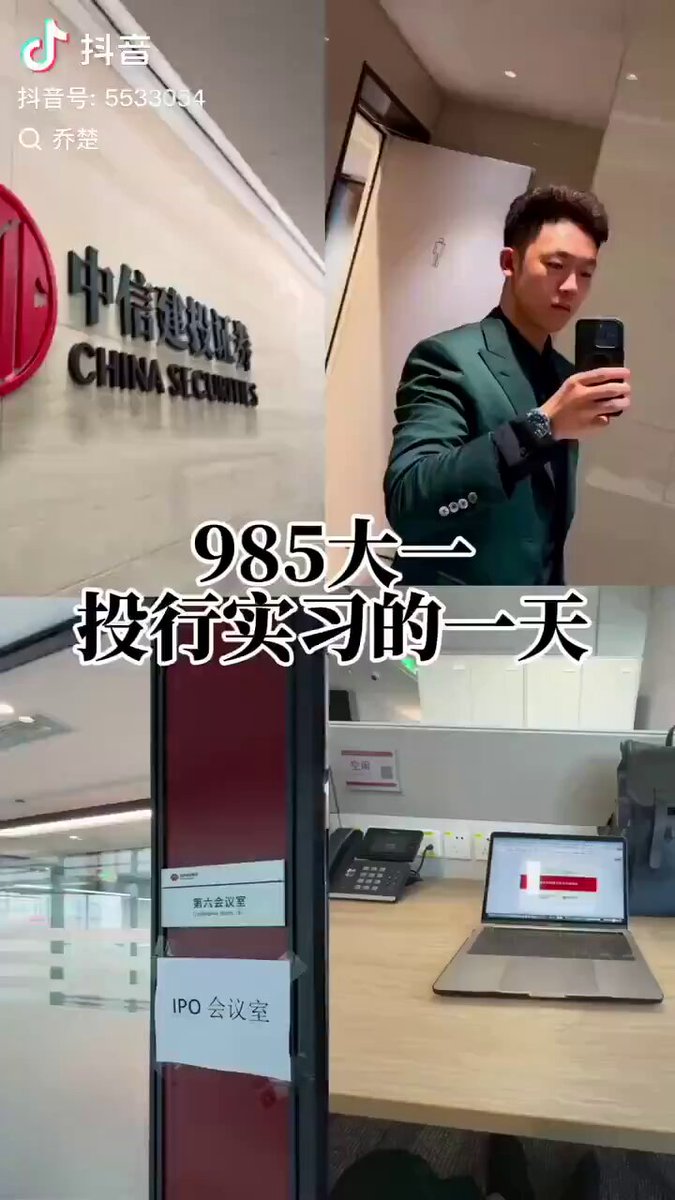 抖音
抖音号: 5533054
乔楚
中信建投证券
CHINA SECURITIES
985大一
投行实习的一天
空闲
第六会议室
IPO 会议室